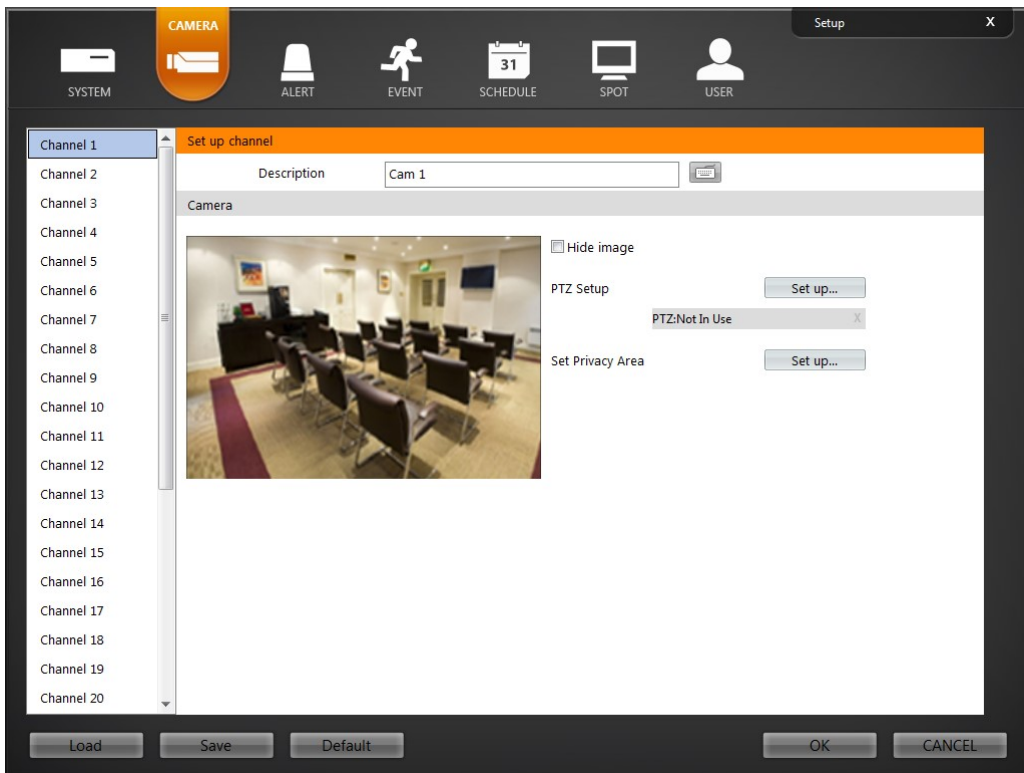 Setup X
CAMERA
31
SYSTEM ALERT EVENT SCHEDULE SPOT USER
Channel 1
Channel 2
Channel 3
Channel 4
Channel 5
Channel 6
Channel 7
Channel 8
Channel 9
Channel 10
Channel 11
Channel 12
Channel 13
Channel 14
Channel 15
Channel 16
Channel 17
Channel 18
Channel 19
Channel 20
Set up channel
Description Cam 1
Camera
Hide image
PTZ Setup Set up...
PTZ:Not In Use X
Set Privacy Area Set up...
Load Save Default OK CANCEL